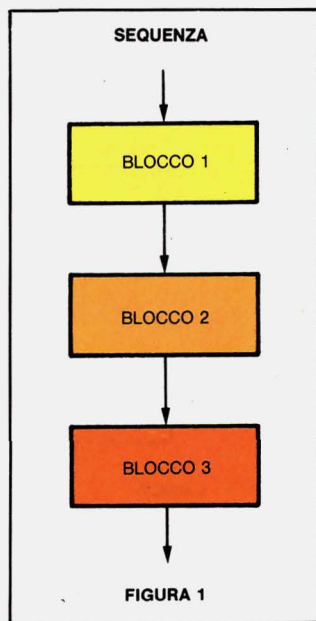 SEQUENZA
BLOCCO 1
BLOCCO 2
BLOCCO 3
FIGURA 1